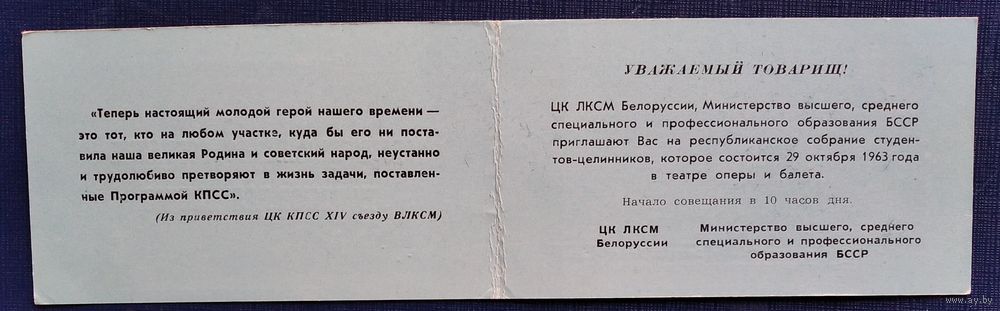 «Теперь настоящий молодой герой нашего времени —
это тот, кто на любом участке, куда бы его ни поста-
вила наша великая Родина и советский народ, неустанно
и трудолюбиво претворяют в жизнь задачи, поставлен-
ные Программой КПСС».
(Из приветствия ЦК КПСС XIV съезду ВЛКСМ)
УВАЖАЕМЫЙ ТОВАРИЩ!
ЦК ЛКСМ Белоруссии, Министерство высшего, среднего
специального и профессионального образования БССР
приглашают Вас на республиканское собрание студен-
тов-целинников, которое состоится 29 октября 1963 года
в театре оперы и балета.
Начало совещания в 10 часов дня.
ЦК ЛКСМ
Белоруссии
Министерство высшего, среднего
специального и профессионального
образования БССР
www.ay.by